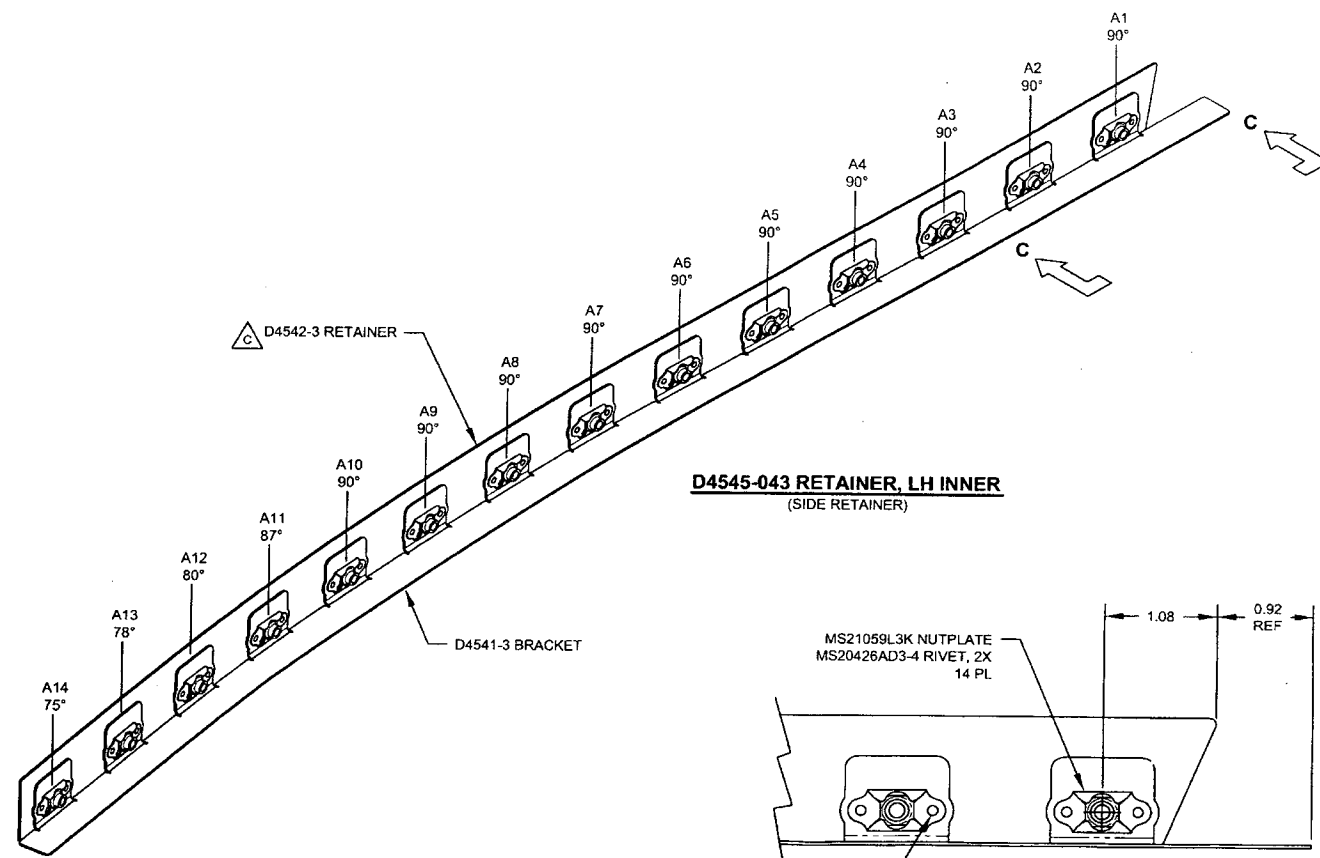 A1
90°
A2
90°
A3
90°
A4
90°
A5
90°
A6
90°
A7
90°
A8
90°
A9
90°
A10
90°
A11
87°
A12
80°
A13
78°
A14
75°
C
C
C D4542-3 RETAINER
D4541-3 BRACKET
D4545-043 RETAINER, LH INNER
(SIDE RETAINER)
MS21059L3K NUTPLATE
MS20426AD3-4 RIVET, 2X
14 PL
1.08
0.92
REF